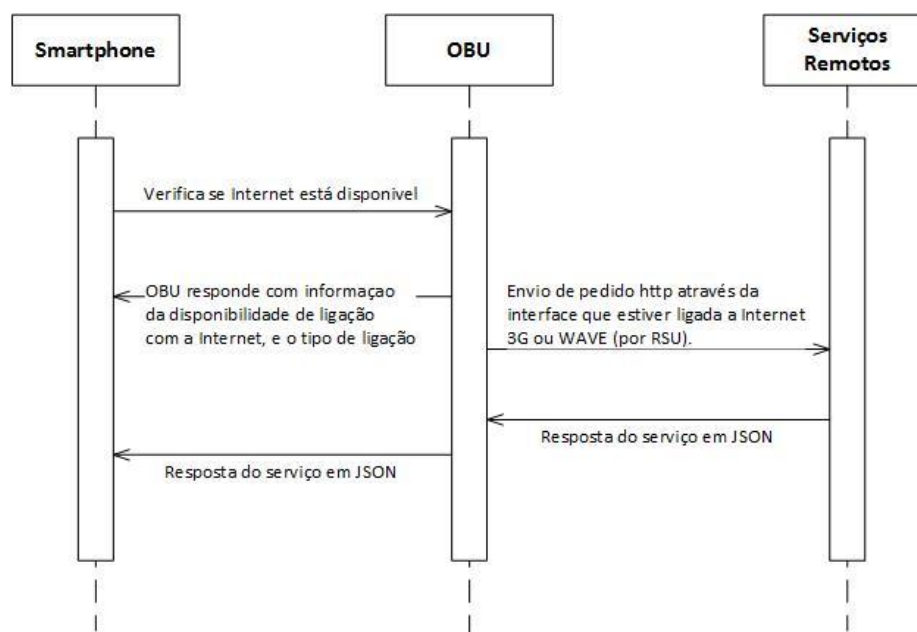 Smartphone
OBU
Serviços
Remotos
Verifica se Internet está disponivel
OBU responde com informaçao
da disponibilidade de ligação
com a Internet, e o tipo de ligação
Envio de pedido http através da
interface que estiver ligada a Internet
3G ou WAVE (por RSU).
Resposta do serviço em JSON
Resposta do serviço em JSON